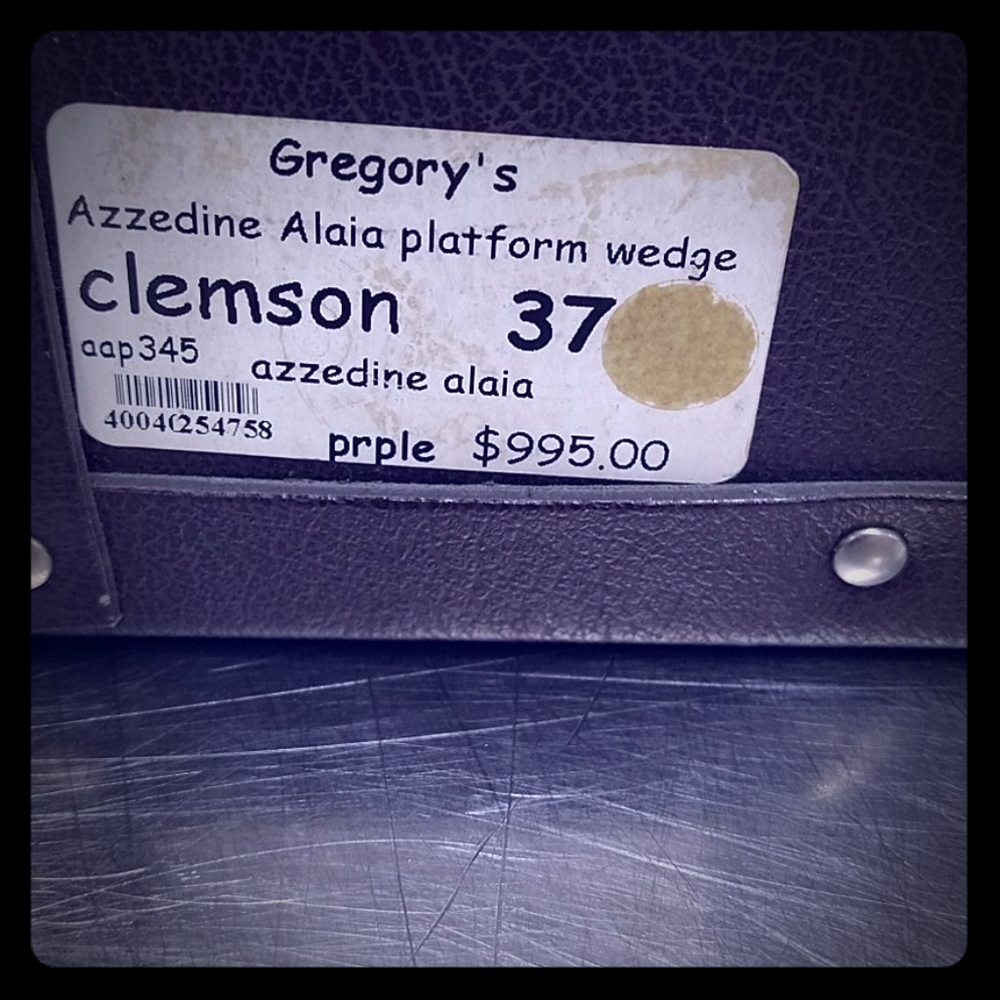 Gregory's
Azzedine Alaia platform wedge
clemson 37
aap345 azzedine alaia
40040254758
prple $995.00